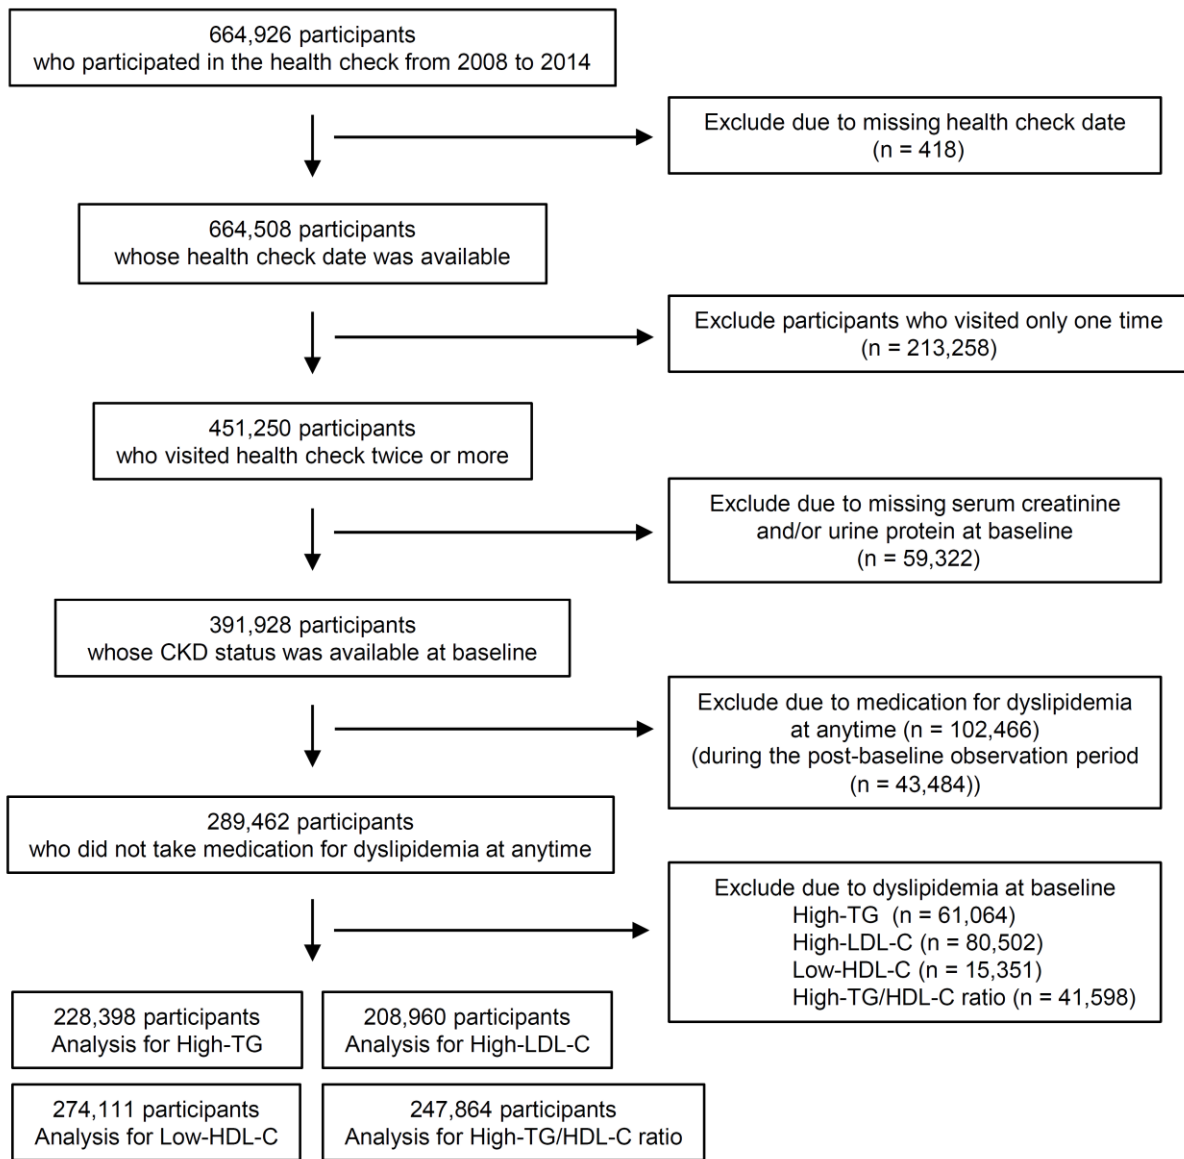 664,926 participants
who participated in the health check from 2008 to 2014
Exclude due to missing health check date
(n = 418)
664,508 participants
whose health check date was available
Exclude participants who visited only one time
(n = 213,258)
451,250 participants
who visited health check twice or more
Exclude due to missing serum creatinine
and/or urine protein at baseline
(n = 59,322)
391,928 participants
whose CKD status was available at baseline
Exclude due to medication for dyslipidemia
at anytime (n = 102,466)
(during the post-baseline observation period
(n = 43,484))
289,462 participants
who did not take medication for dyslipidemia at anytime
Exclude due to dyslipidemia at baseline
High-TG (n = 61,064)
High-LDL-C (n = 80,502)
Low-HDL-C (n = 15,351)
High-TG/HDL-C ratio (n = 41,598)
228,398 participants
Analysis for High-TG
208,960 participants
Analysis for High-LDL-C
274,111 participants
Analysis for Low-HDL-C
247,864 participants
Analysis for High-TG/HDL-C ratio